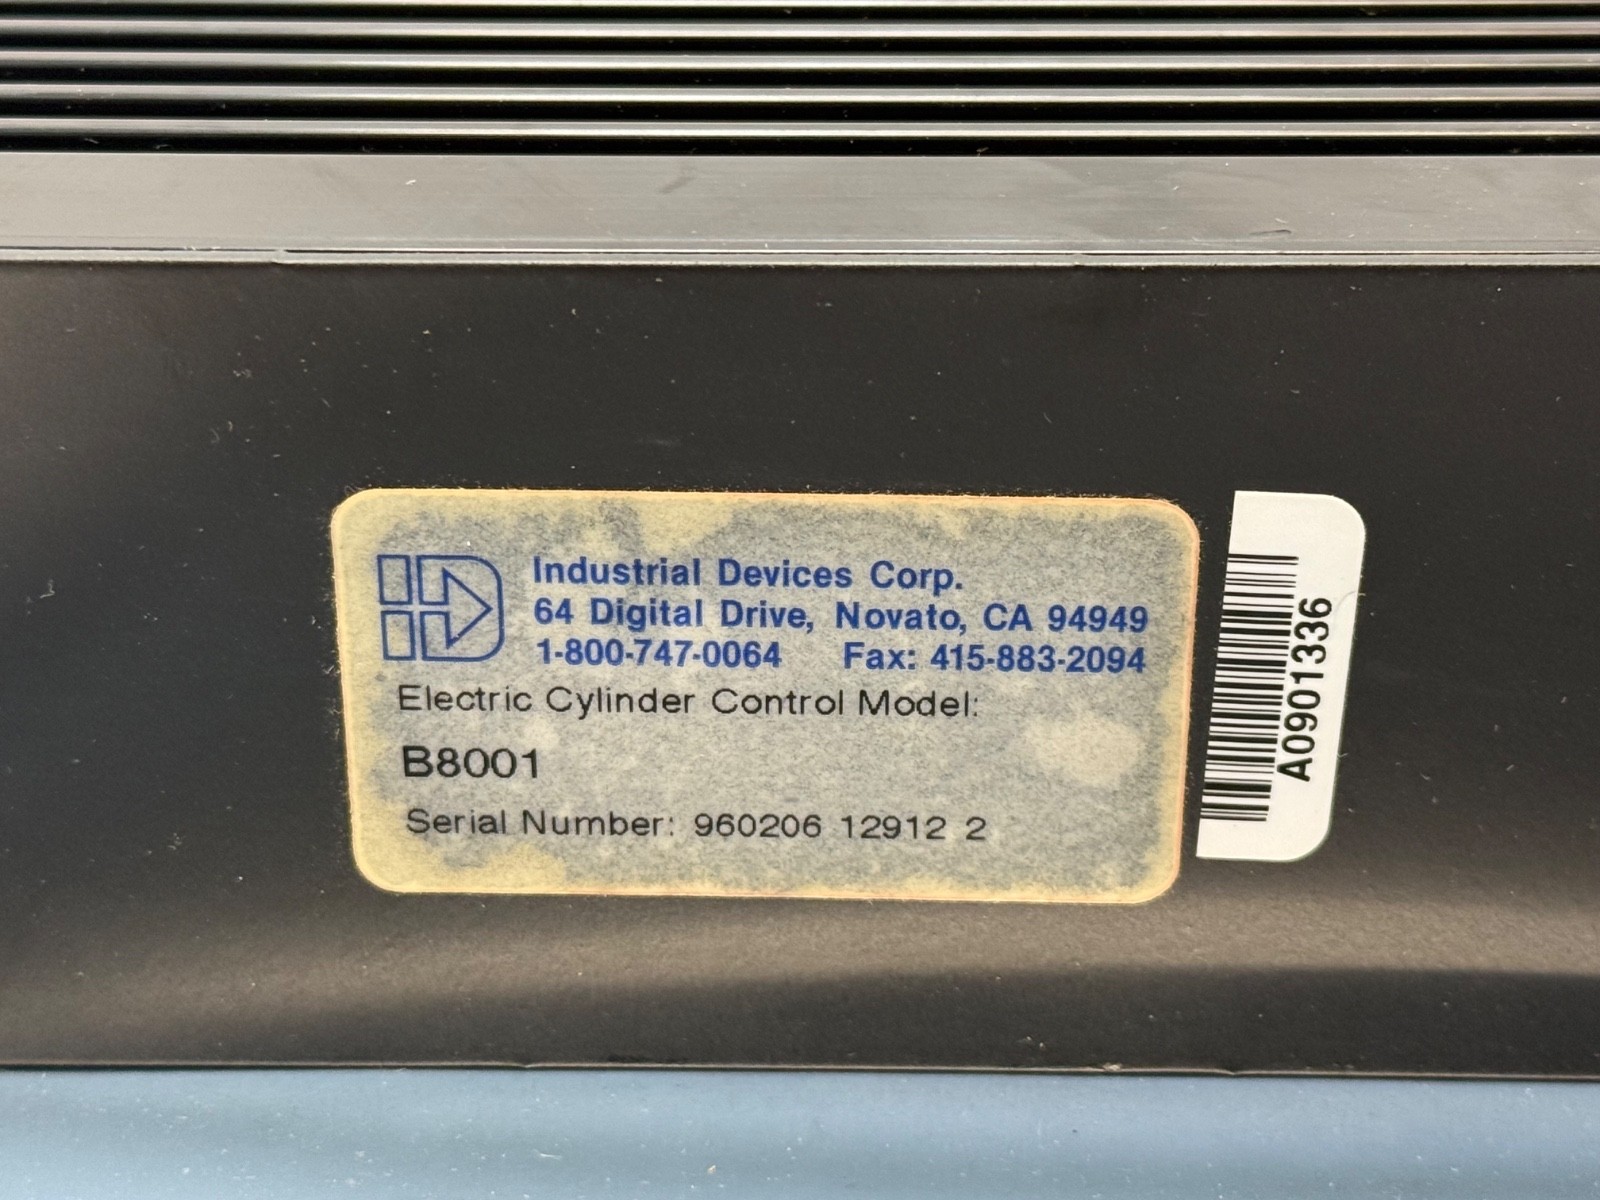 ID
Industrial Devices Corp.
64 Digital Drive, Novato, CA 94949
1-800-747-0064 Fax: 415-883-2094
Electric Cylinder Control Model:
B8001
Serial Number: 960206 12912 2
A0901336